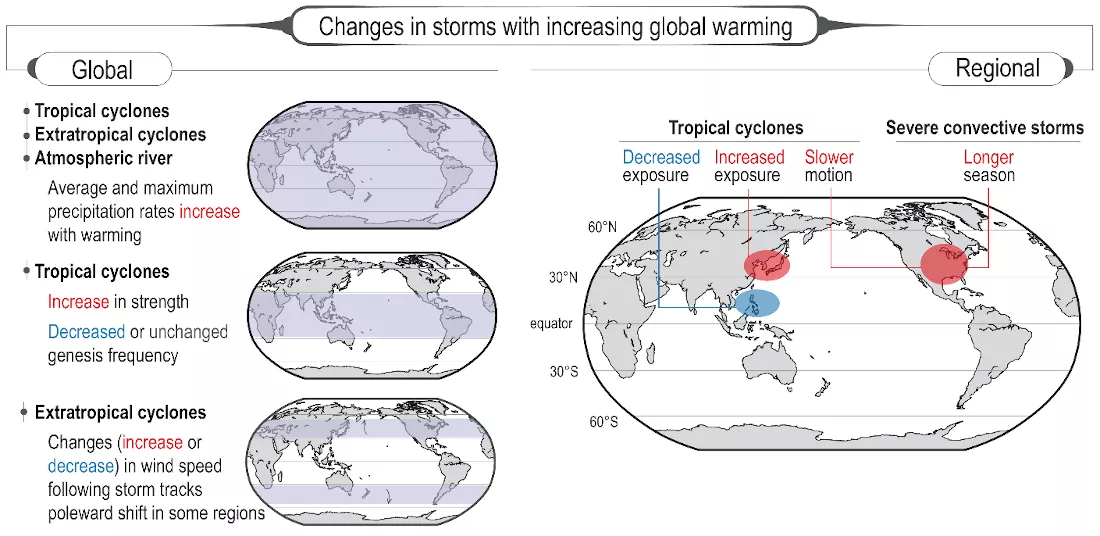 Changes in storms with increasing global warming
Global
Tropical cyclones
Extratropical cyclones
Atmospheric river
Average and maximum
precipitation rates increase
with warming
Tropical cyclones
Increase in strength
Decreased or unchanged
genesis frequency
Extratropical cyclones
Changes (increase or
decrease) in wind speed
following storm tracks
poleward shift in some regions
Regional
Tropical cyclones
Severe convective storms
Decreased
exposure
Increased
exposure
Slower
motion
Longer
season
60°N
30°N
equator
30°S
60°S